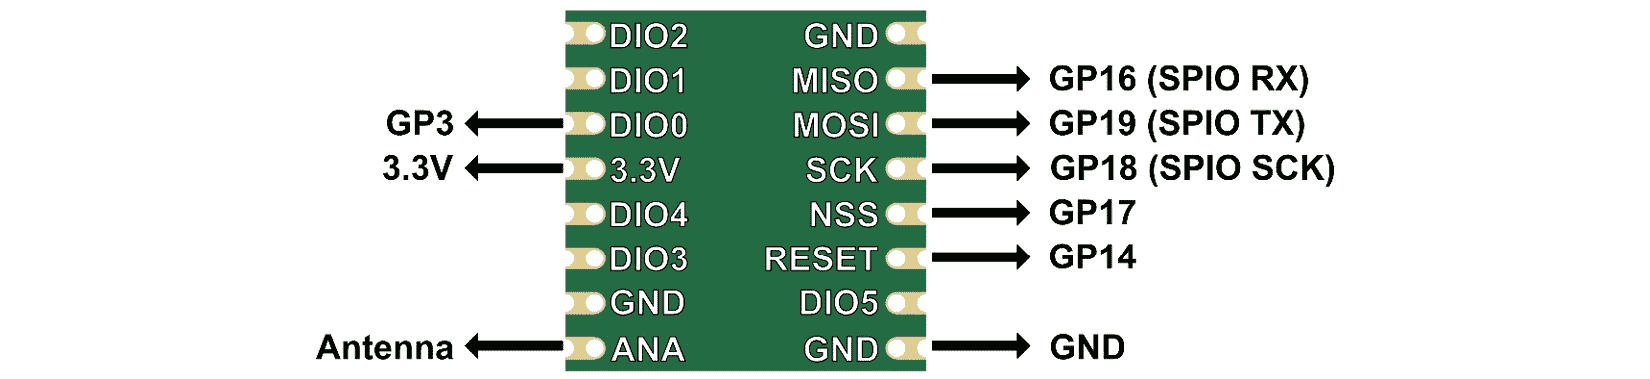 DIO2 GND
DIO1 MISO GP16 (SPIO RX)
GP3 DIO0 MOSI GP19 (SPIO TX)
3.3V 3.3V SCK GP18 (SPIO SCK)
DIO4 NSS GP17
DIO3 RESET GP14
GND DIO5
Antenna ANA GND GND